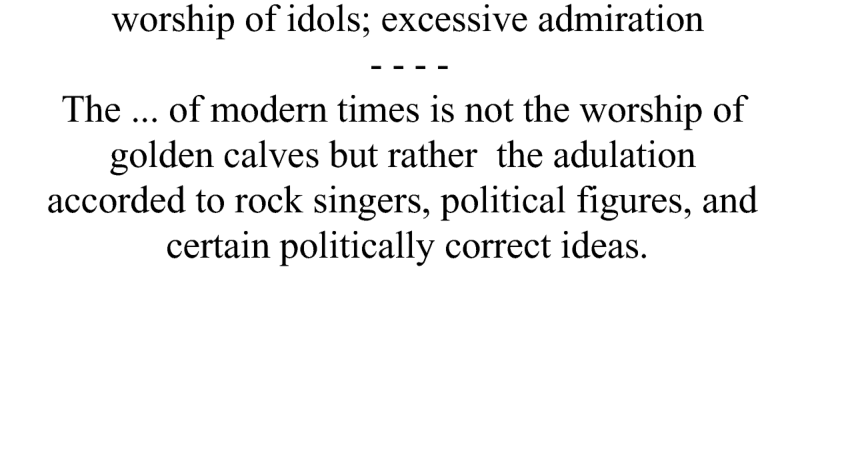 worship of idols; excessive admiration
- - - -
The ... of modern times is not the worship of
golden calves but rather  the adulation
accorded to rock singers, political figures, and
certain politically correct ideas.